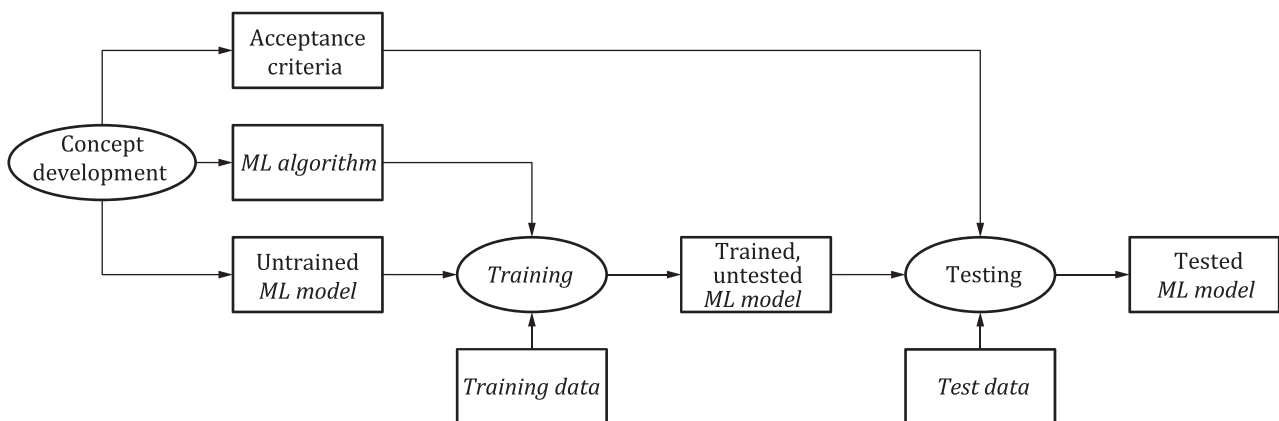 Acceptance
criteria
Concept
development
ML algorithm
Untrained
ML model
Training
Trained,
untested
ML model
Testing
Tested
ML model
Training data
Test data